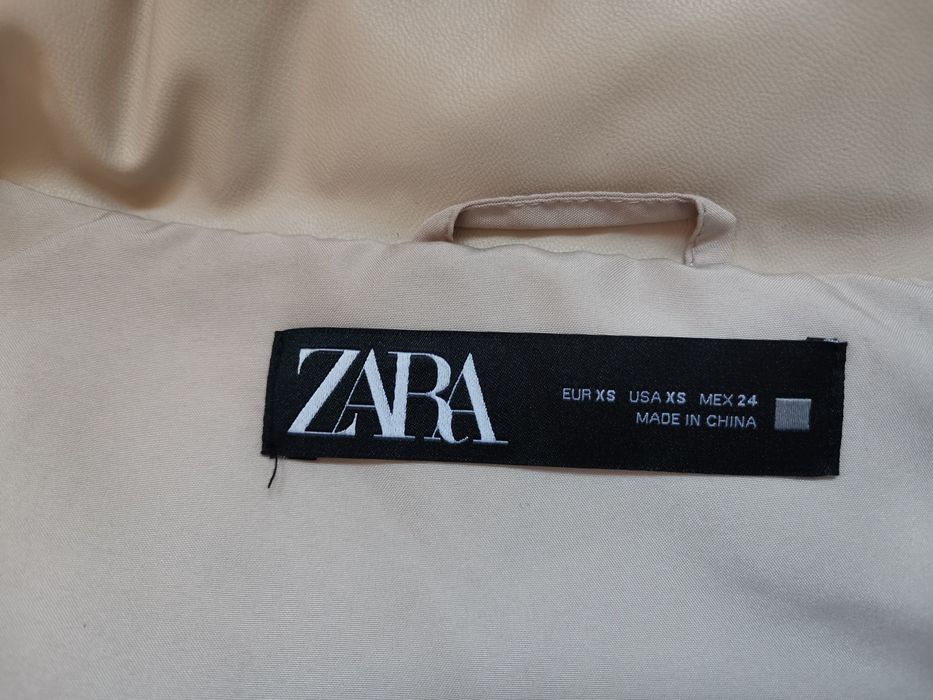 ZARA
EUR XS USA XS MEX 24
MADE IN CHINA